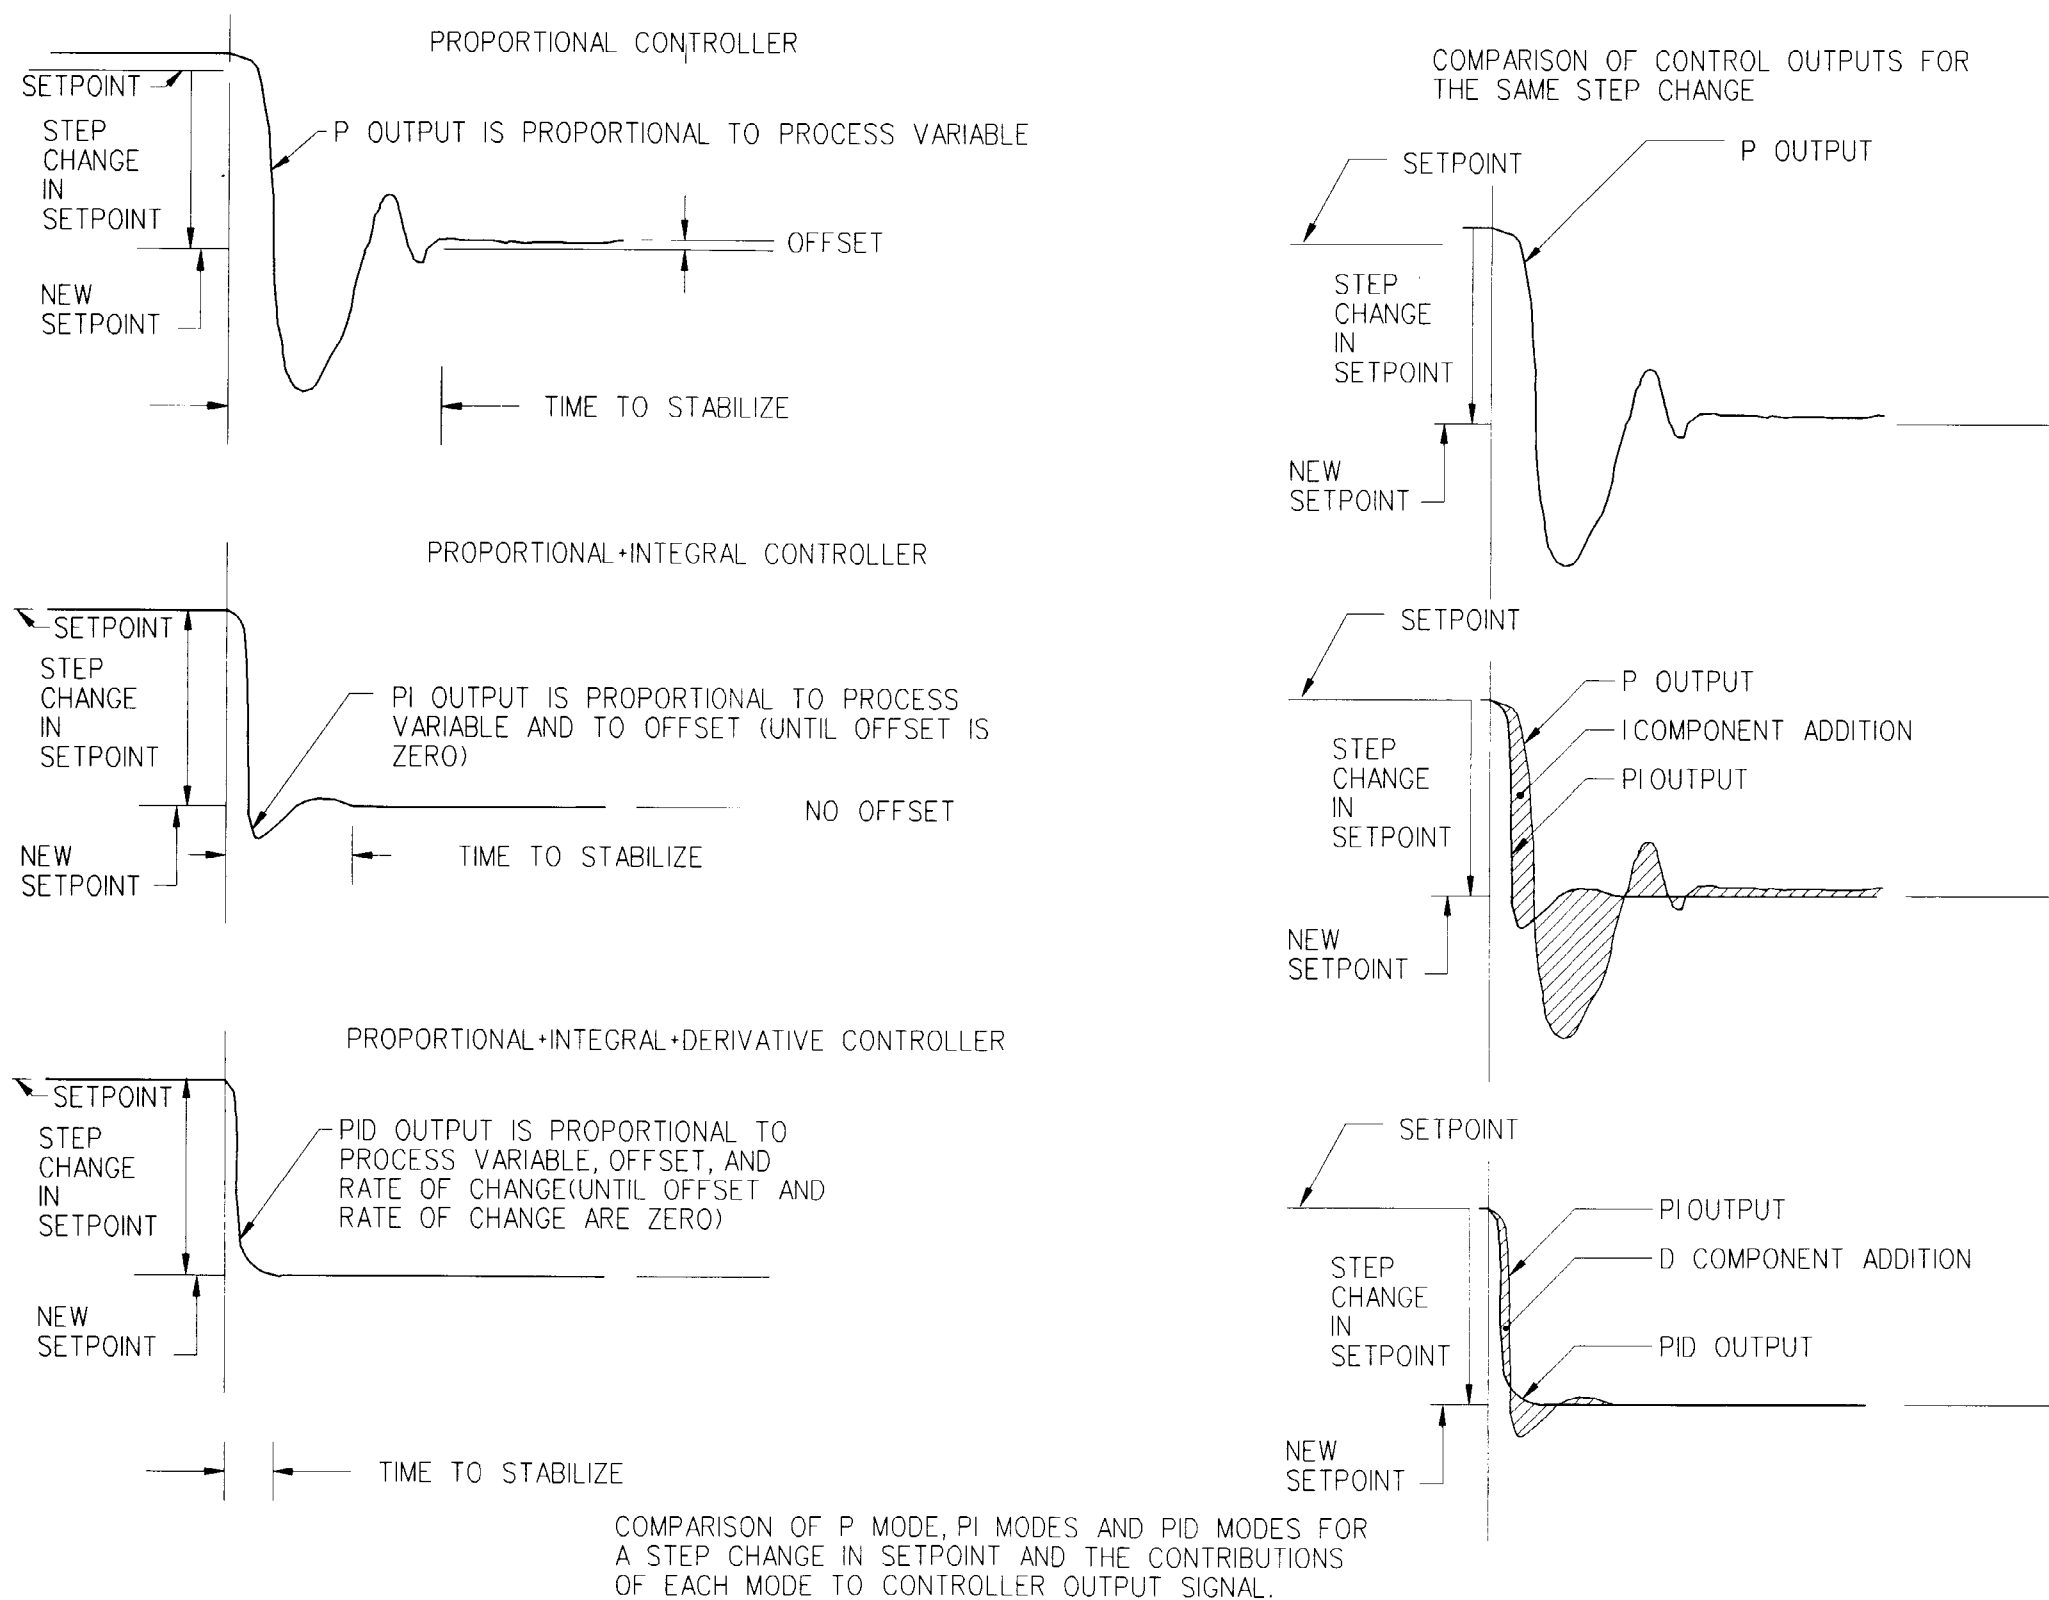 PROPORTIONAL CONTROLLER
SETPOINT
STEP
CHANGE
IN
SETPOINT
P OUTPUT IS PROPORTIONAL TO PROCESS VARIABLE
OFFSET
NEW
SETPOINT
TIME TO STABILIZE
PROPORTIONAL+INTEGRAL CONTROLLER
SETPOINT
STEP
CHANGE
IN
SETPOINT
PI OUTPUT IS PROPORTIONAL TO PROCESS
VARIABLE AND TO OFFSET (UNTIL OFFSET IS
ZERO)
NO OFFSET
NEW
SETPOINT
TIME TO STABILIZE
PROPORTIONAL+INTEGRAL+DERIVATIVE CONTROLLER
SETPOINT
STEP
CHANGE
IN
SETPOINT
PID OUTPUT IS PROPORTIONAL TO
PROCESS VARIABLE, OFFSET, AND
RATE OF CHANGE(UNTIL OFFSET AND
RATE OF CHANGE ARE ZERO)
NEW
SETPOINT
TIME TO STABILIZE
COMPARISON OF CONTROL OUTPUTS FOR
THE SAME STEP CHANGE
SETPOINT
P OUTPUT
STEP
CHANGE
IN
SETPOINT
NEW
SETPOINT
SETPOINT
P OUTPUT
I COMPONENT ADDITION
PI OUTPUT
STEP
CHANGE
IN
SETPOINT
NEW
SETPOINT
SETPOINT
PI OUTPUT
D COMPONENT ADDITION
PID OUTPUT
STEP
CHANGE
IN
SETPOINT
NEW
SETPOINT
COMPARISON OF P MODE, PI MODES AND PID MODES FOR
A STEP CHANGE IN SETPOINT AND THE CONTRIBUTIONS
OF EACH MODE TO CONTROLLER OUTPUT SIGNAL.